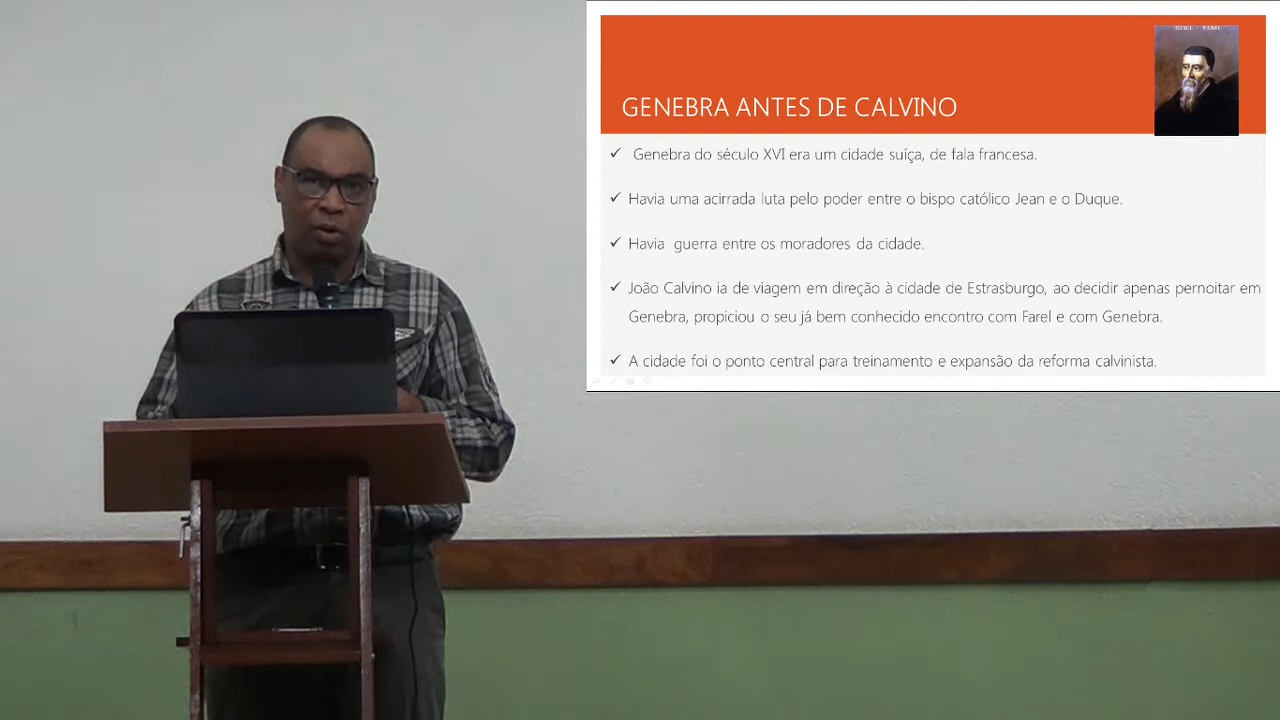 GUIL FAREL
GENEBRA ANTES DE CALVINO
✓ Genebra do século XVI era um cidade suíça, de fala francesa.
✓ Havia uma acirrada luta pelo poder entre o bispo católico Jean e o Duque.
✓ Havia guerra entre os moradores da cidade.
✓ João Calvino ia de viagem em direção à cidade de Estrasburgo, ao decidir apenas pernoitar em
Genebra, propiciou o seu já bem conhecido encontro com Farel e com Genebra.
✓ A cidade foi o ponto central para treinamento e expansão da reforma calvinista.